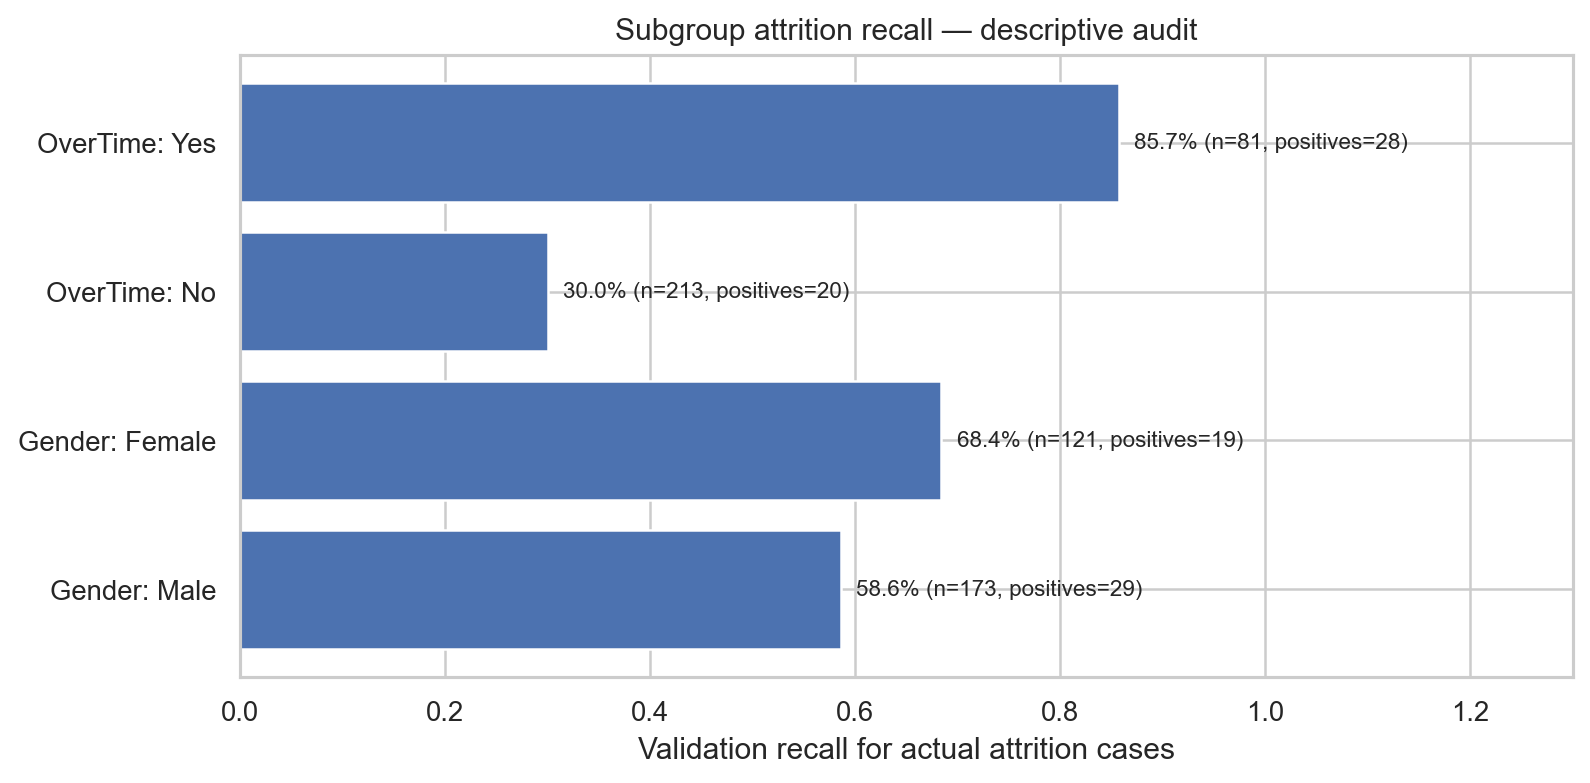 Subgroup attrition recall — descriptive audit
OverTime: Yes
85.7% (n=81, positives=28)
OverTime: No
30.0% (n=213, positives=20)
Gender: Female
68.4% (n=121, positives=19)
Gender: Male
58.6% (n=173, positives=29)
0.0 0.2 0.4 0.6 0.8 1.0 1.2
Validation recall for actual attrition cases